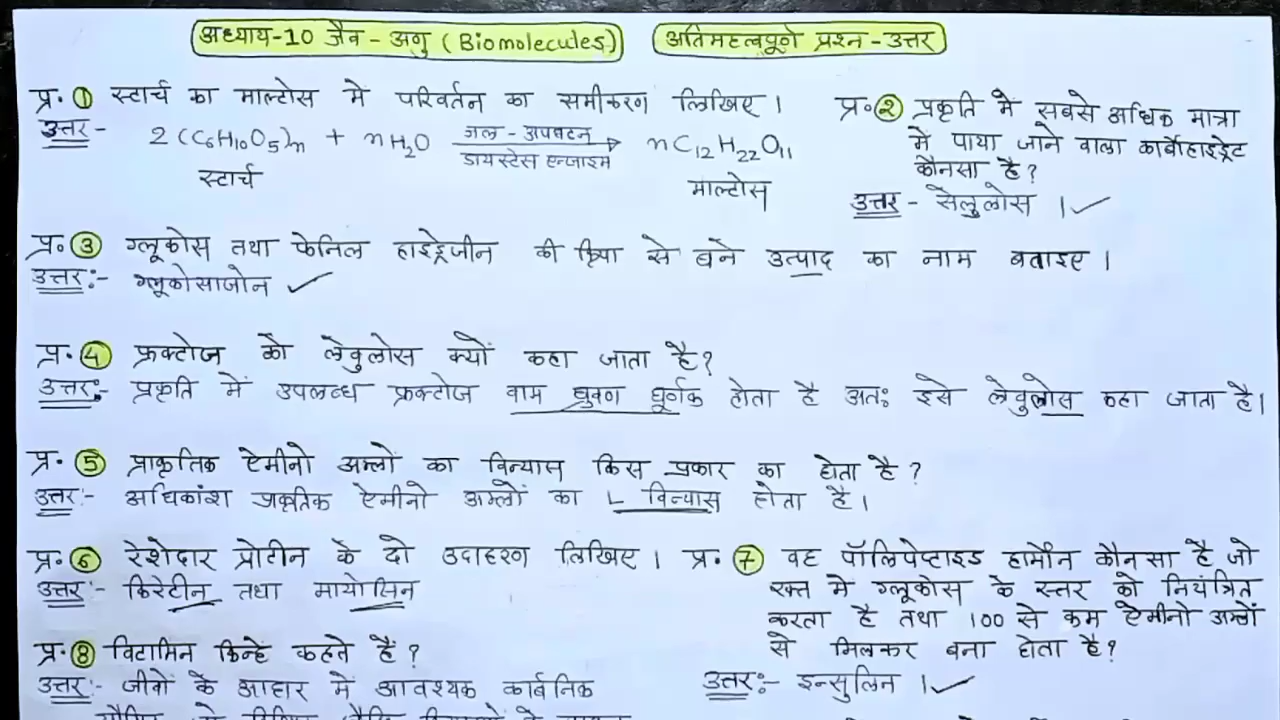 अध्याय-10 जैव-अणु (Biomolecules) अतिमहत्वपूर्ण प्रश्न-उत्तर
प्र. ① स्टार्च का माल्टोस में परिवर्तन का समीकरण लिखिए।
उत्तर- 2(C6H10O5)n + nH2O जल-अपघटन डायस्टेस एन्जाइम → nC12H22O11
स्टार्च माल्टोस
प्र. ② प्रकृति में सबसे अधिक मात्रा
में पाया जाने वाला कार्बोहाइड्रेट
कौनसा है?
उत्तर - सेलुलोस ।
प्र. ③ ग्लूकोस तथा फेनिल हाइड्रेजीन की क्रिया से बने उत्पाद का नाम बताइए।
उत्तर:- ग्लूकोसाजोन
प्र. ④ फ्रक्टोज को लेवुलोस क्यों कहा जाता है?
उत्तर:- प्रकृति में उपलब्ध फ्रक्टोज वाम ध्रुवण घूर्णक होता है अतः इसे लेवुलोस कहा जाता है।
प्र. ⑤ प्राकृतिक ऐमीनो अम्लों का विन्यास किस प्रकार का होता है?
उत्तर:- अधिकांश प्राकृतिक ऐमीनो अम्लों का L विन्यास होता है।
प्र. ⑥ रेशेदार प्रोटीन के दो उदाहरण लिखिए।
उत्तर:- किरेटीन तथा मायोसिन
प्र. ⑦ वह पॉलिपेप्टाइड हार्मोन कौनसा है जो
रक्त में ग्लूकोस के स्तर को नियंत्रित
करता है तथा 100 से कम ऐमीनो अम्लों
से मिलकर बना होता है?
उत्तर:- इन्सुलिन ।
प्र. ⑧ विटामिन किन्हें कहते हैं?
उत्तर:- जीवों के आहार में आवश्यक कार्बनिक